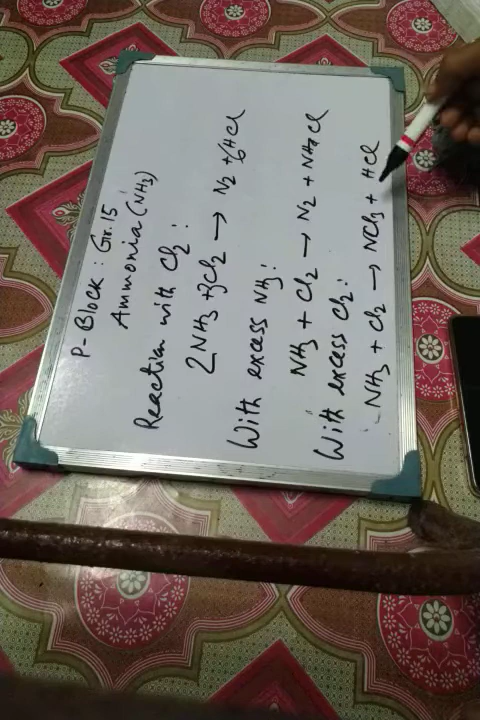 P-Block: Gr.15
Ammonia (NH3)
Reaction with Cl2:
2NH3 + 3Cl2 → N2 + 6HCl
With excess NH3:
NH3 + Cl2 → N2 + NH4Cl
With excess Cl2:
NH3 + Cl2 → NCl3 + HCl